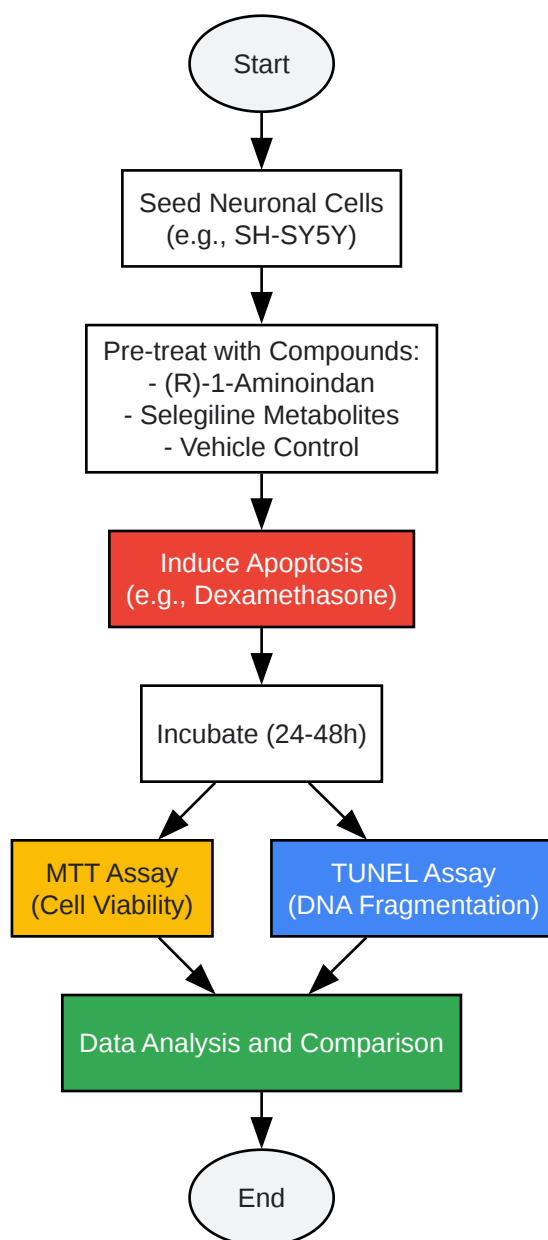 Start
Seed Neuronal Cells
(e.g., SH-SY5Y)
Pre-treat with Compounds:
- (R)-1-Aminoindan
- Selegiline Metabolites
- Vehicle Control
Induce Apoptosis
(e.g., Dexamethasone)
Incubate (24-48h)
MTT Assay
(Cell Viability)
TUNEL Assay
(DNA Fragmentation)
Data Analysis and Comparison
End